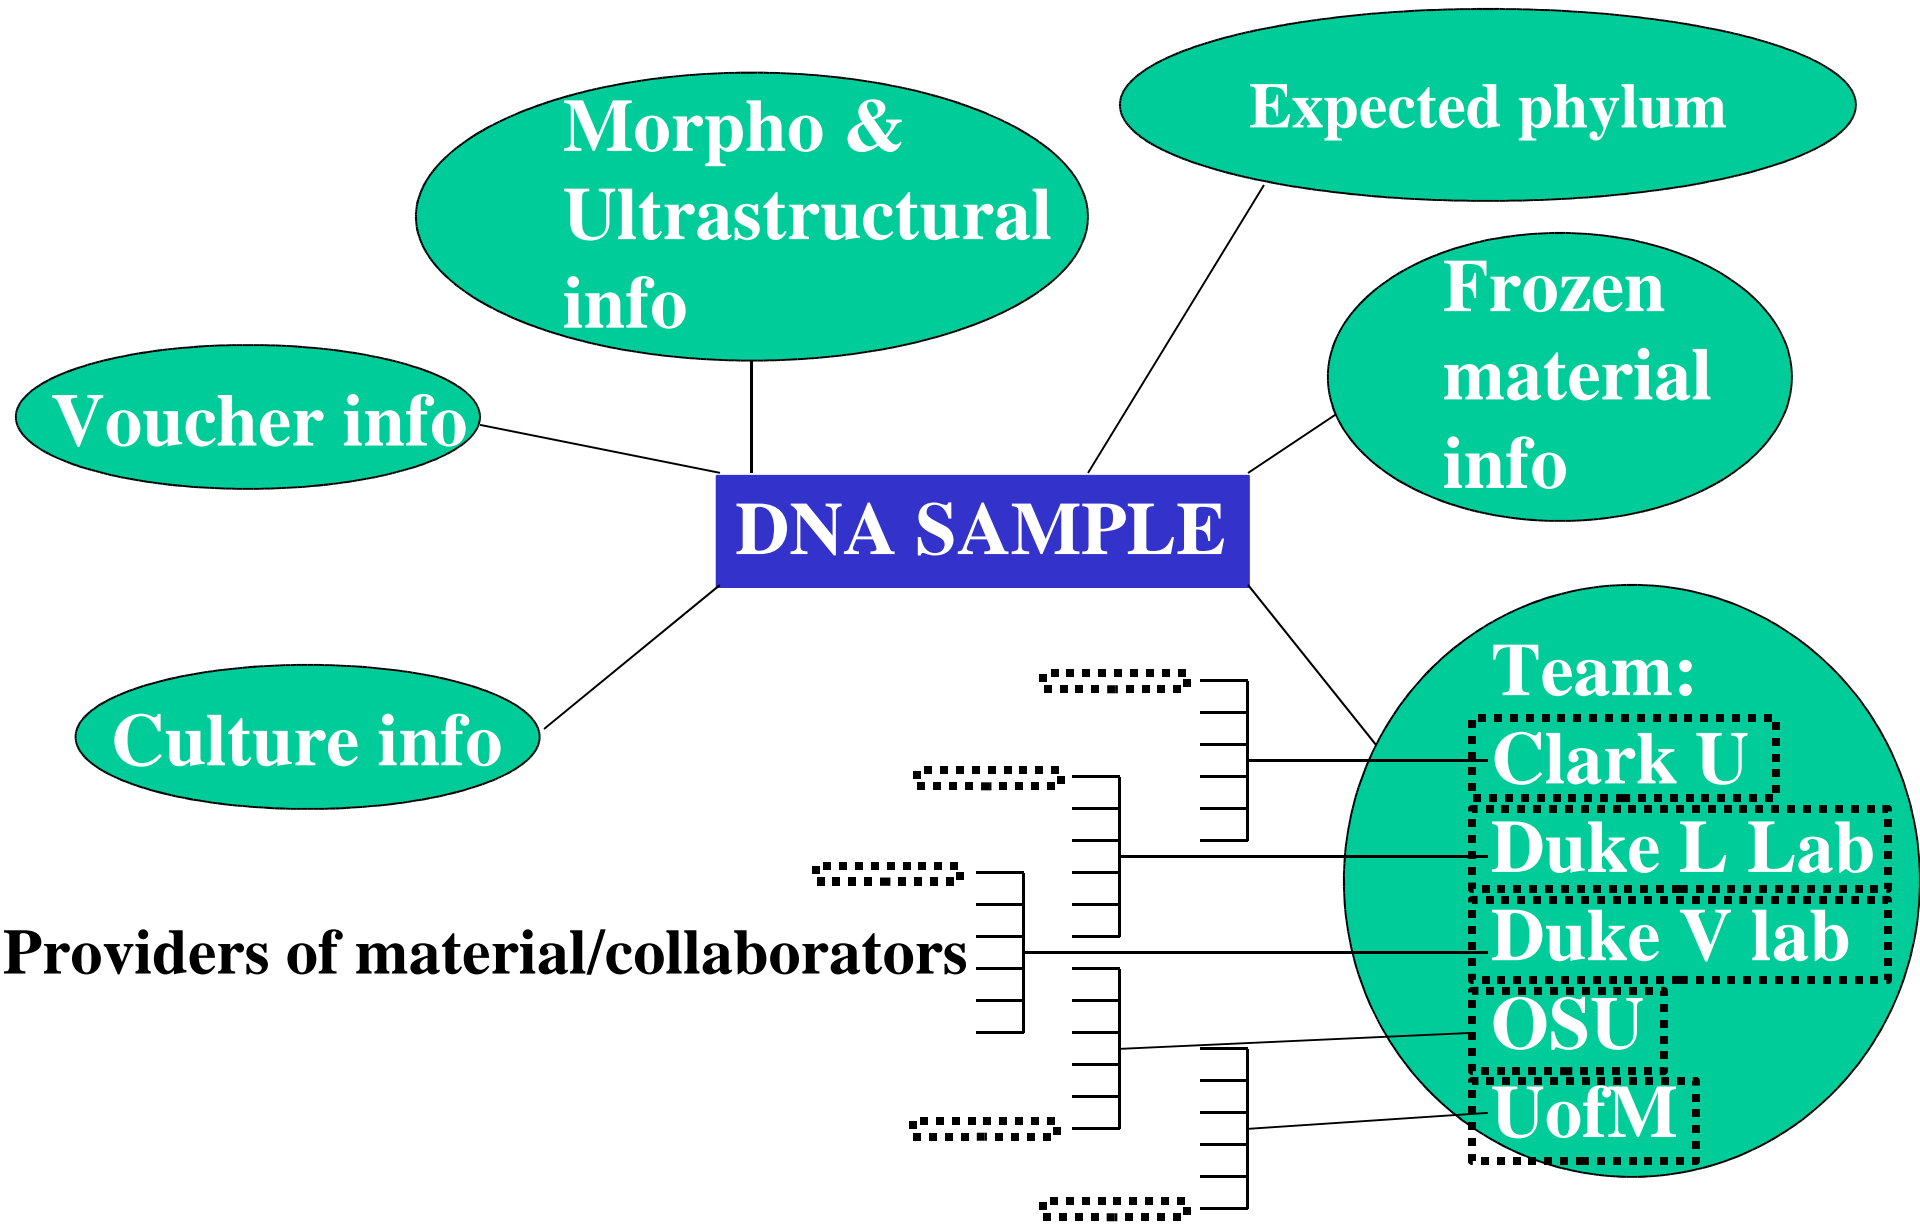 Expected phylum
Morpho &
Ultrastructural
info
Frozen
material
info
Voucher info
DNA SAMPLE
Culture info
Team:
Clark U
Duke L Lab
Duke V lab
OSU
UofM
Providers of material/collaborators